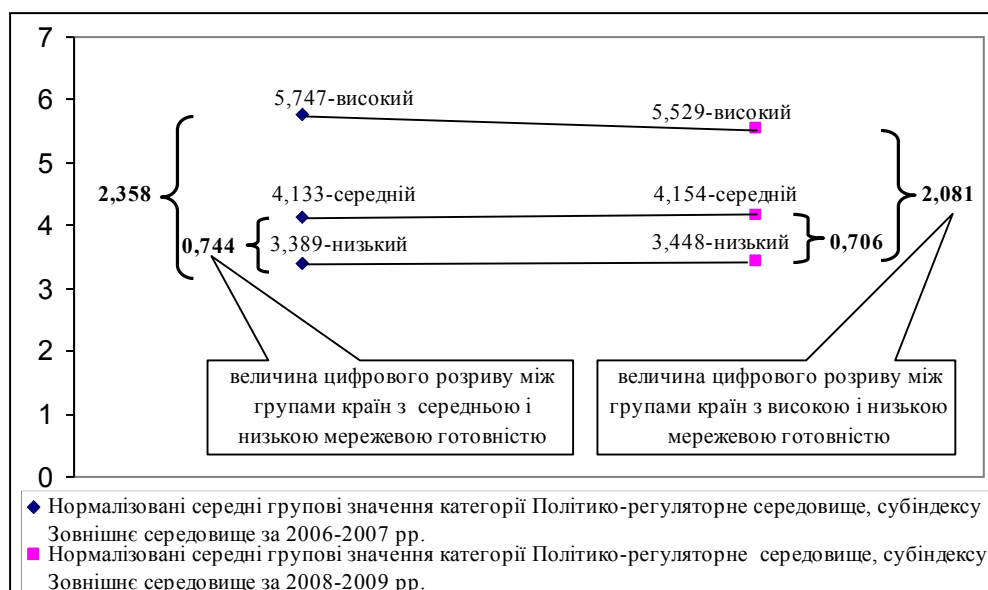 7
6
5
4
3
2
1
0
5,747-високий
5,529-високий
2,358
4,133-середній
4,154-середній
2,081
0,744
3,389-низький
3,448-низький
0,706
величина цифрового розриву між
групами країн з середньою і
низькою мережевою готовністю
величина цифрового розриву між
групами країн з високою і низькою
мережевою готовністю
Нормалізовані середні групові значення категорії Політико-регуляторне середовище, субіндексу
Зовнішнє середовище за 2006-2007 рр.
Нормалізовані середні групові значення категорії Політико-регуляторне середовище, субіндексу
Зовнішнє середовище за 2008-2009 рр.